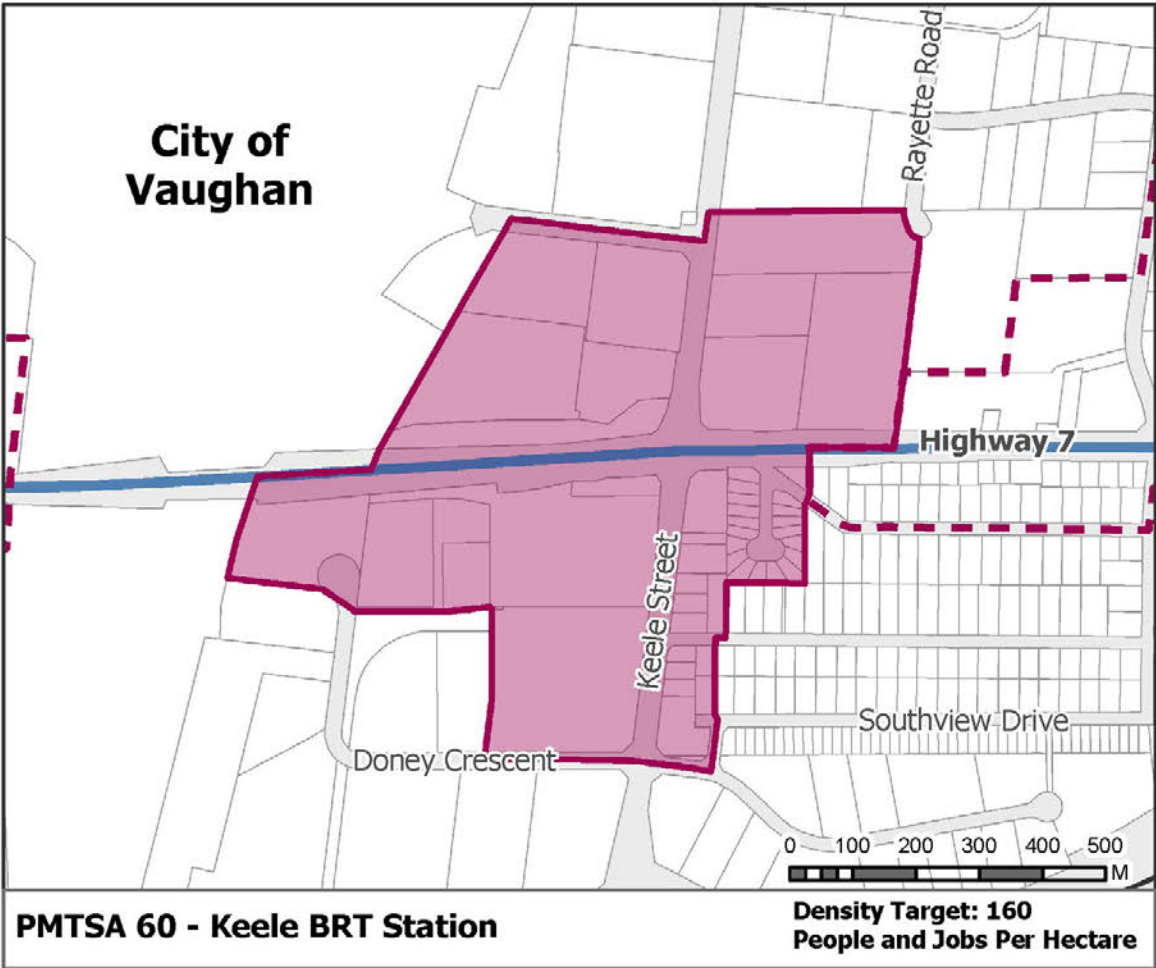 Rayette Road
City of
Vaughan
Highway 7
Keele Street
Southview Drive
Doney Crescent
0 100 200 300 400 500
M
PMTSA 60 - Keele BRT Station
Density Target: 160
People and Jobs Per Hectare